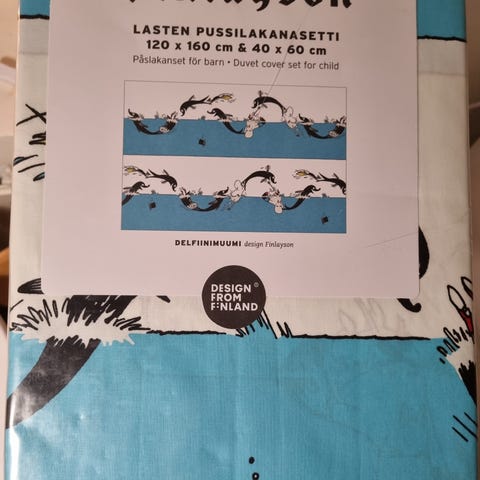 Finlayson
LASTEN PUSSILAKANASETTI
120 x 160 cm & 40 x 60 cm
Påslakanset för barn • Duvet cover set for child
DELFIINIMUUMI design Finlayson
DESIGN
FROM
FINLAND